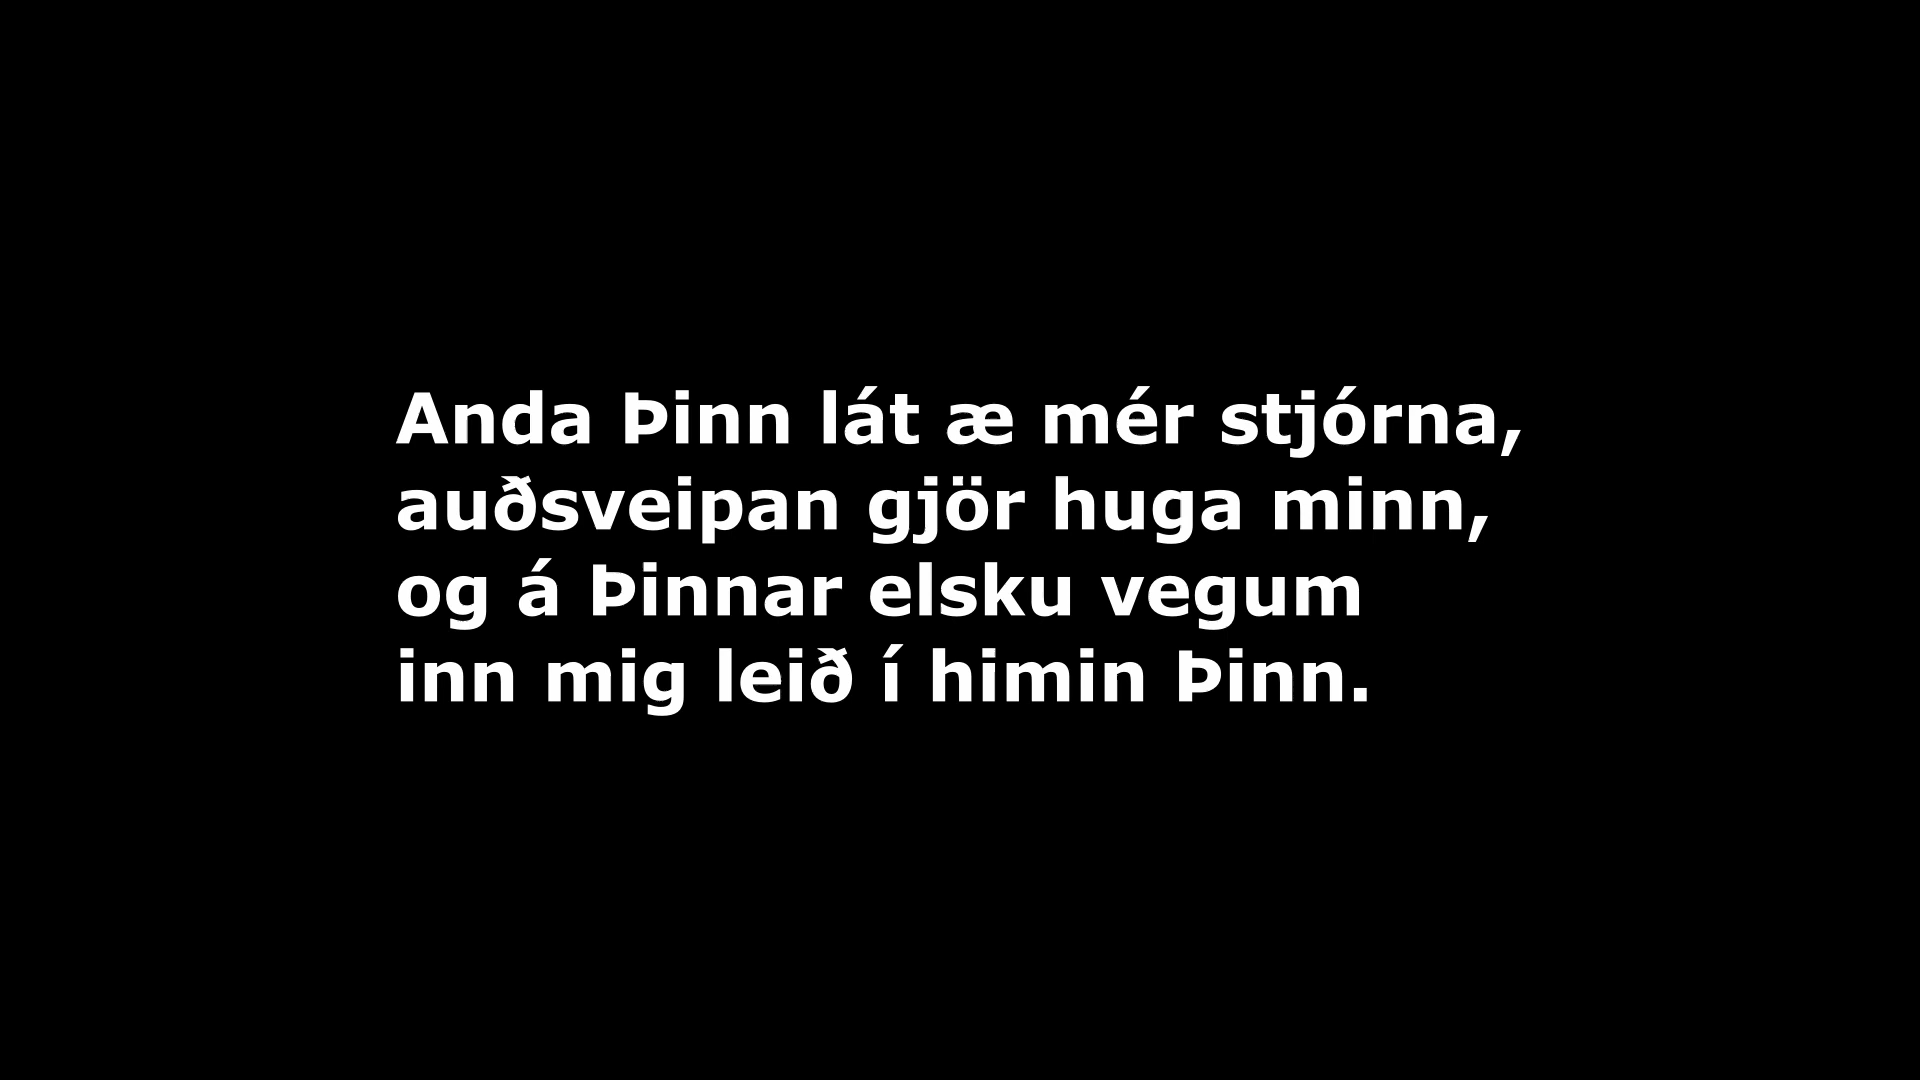 Anda Þinn lát æ mér stjórna,
auðsveipan gjör huga minn,
og á Þinnar elsku vegum
inn mig leið í himin Þinn.